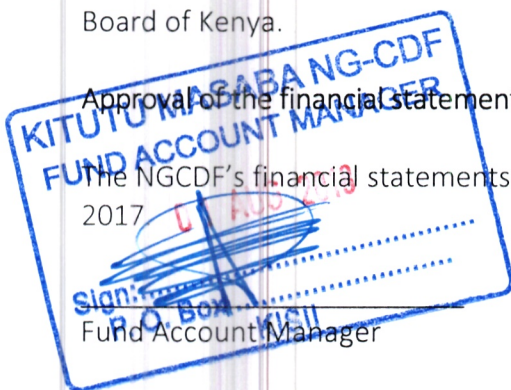 Board of Kenya.
KITUTU MASABA NG-CDF
Approval of the financial statement
FUND ACCOUNT MANAGER
The NGCDF's financial statements
2017
AUG
Sign:
P. O. Box
KISII
Fund Account Manager